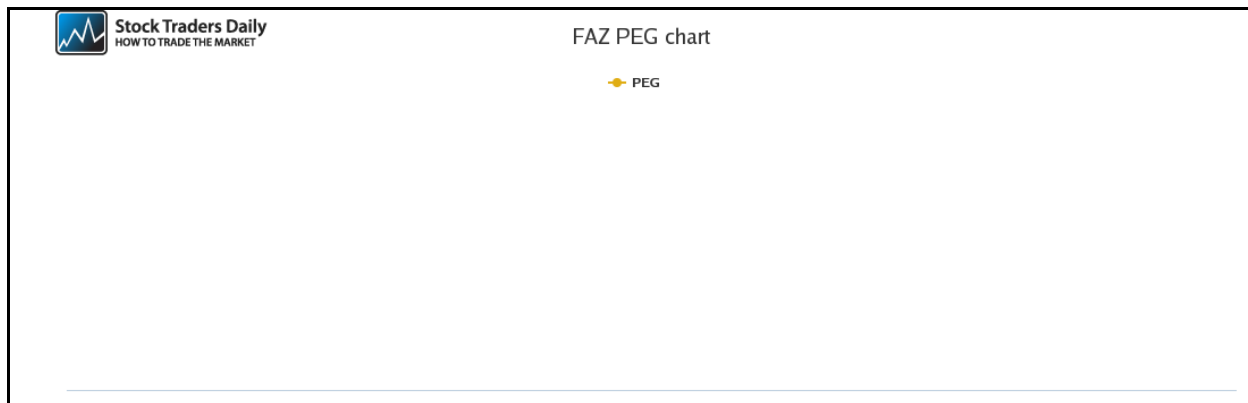 Stock Traders Daily
HOW TO TRADE THE MARKET
FAZ PEG chart
PEG